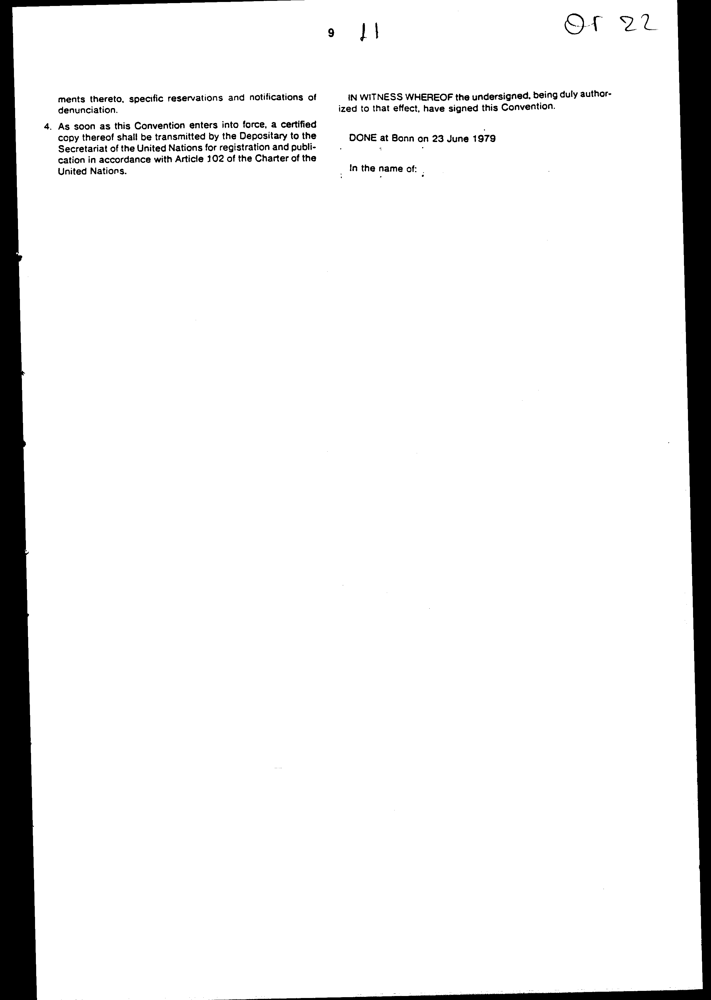 9 11
22
ments thereto, specific reservations and notifications of
denunciation.
4. As soon as this Convention enters into force, a certified
copy thereof shall be transmitted by the Depositary to the
Secretariat of the United Nations for registration and publi-
cation in accordance with Article 102 of the Charter of the
United Nations.
IN WITNESS WHEREOF the undersigned, being duly author-
ized to that effect, have signed this Convention.
DONE at Bonn on 23 June 1979
In the name of: